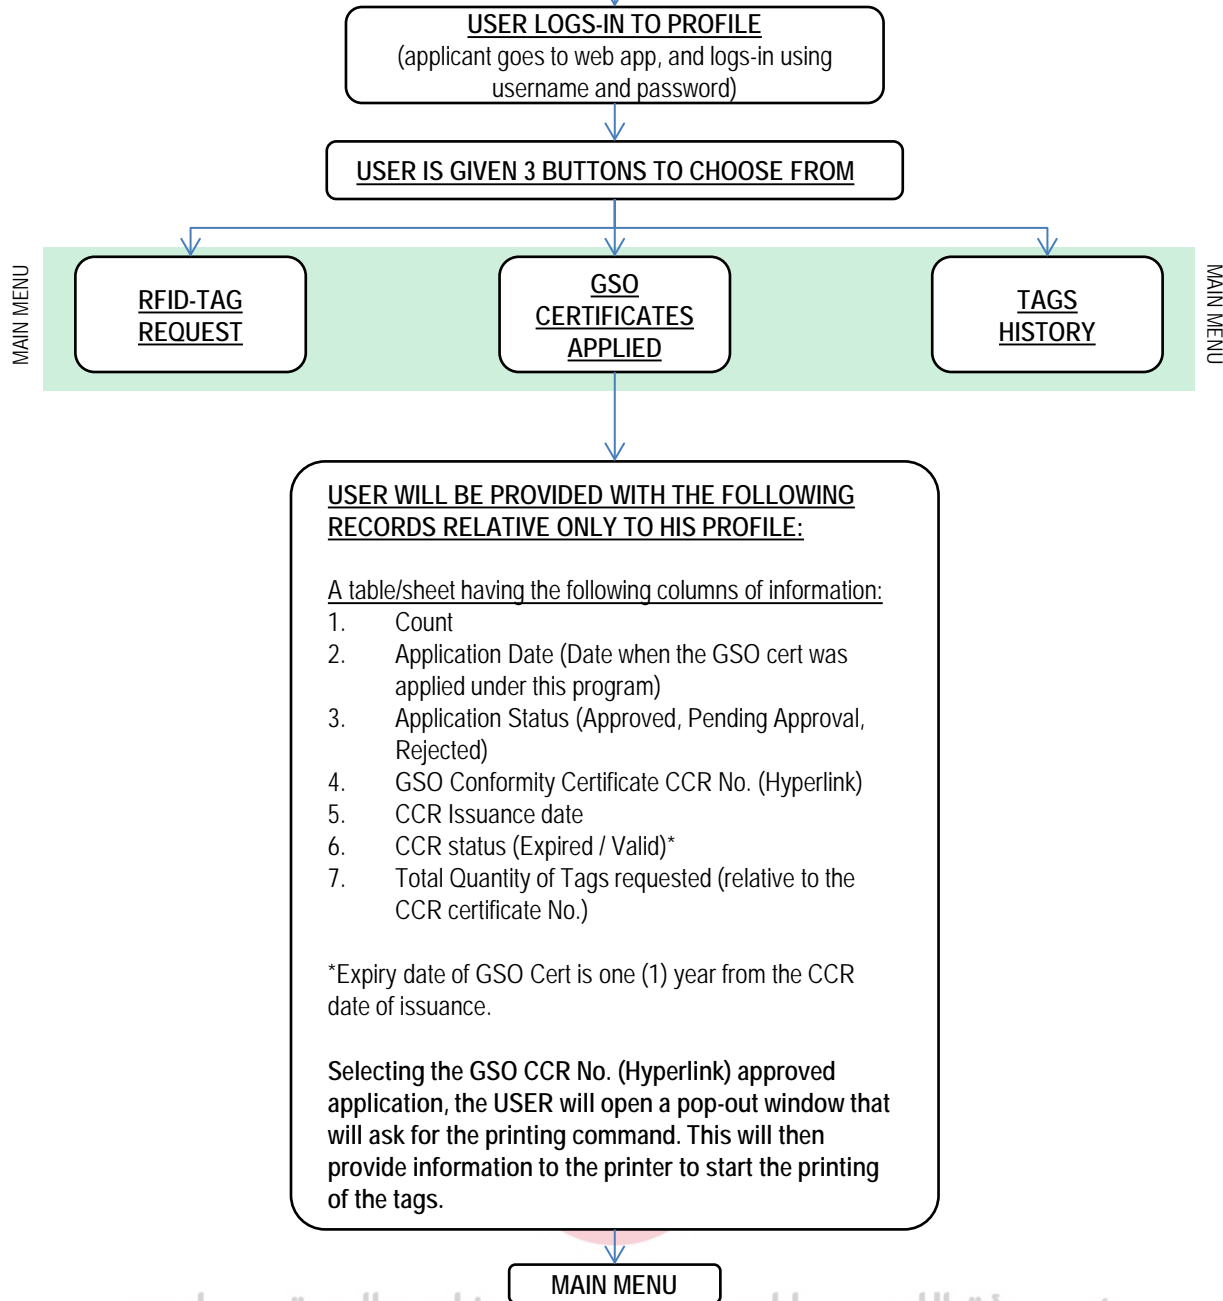 USER LOGS-IN TO PROFILE
(applicant goes to web app, and logs-in using
username and password)
USER IS GIVEN 3 BUTTONS TO CHOOSE FROM
MAIN MENU
RFID-TAG
REQUEST
GSO
CERTIFICATES
APPLIED
TAGS
HISTORY
MAIN MENU
USER WILL BE PROVIDED WITH THE FOLLOWING
RECORDS RELATIVE ONLY TO HIS PROFILE:
A table/sheet having the following columns of information:
1. Count
2. Application Date (Date when the GSO cert was
applied under this program)
3. Application Status (Approved, Pending Approval,
Rejected)
4. GSO Conformity Certificate CCR No. (Hyperlink)
5. CCR Issuance date
6. CCR status (Expired / Valid)*
7. Total Quantity of Tags requested (relative to the
CCR certificate No.)
*Expiry date of GSO Cert is one (1) year from the CCR
date of issuance.
Selecting the GSO CCR No. (Hyperlink) approved
application, the USER will open a pop-out window that
will ask for the printing command. This will then
provide information to the printer to start the printing
of the tags.
MAIN MENU